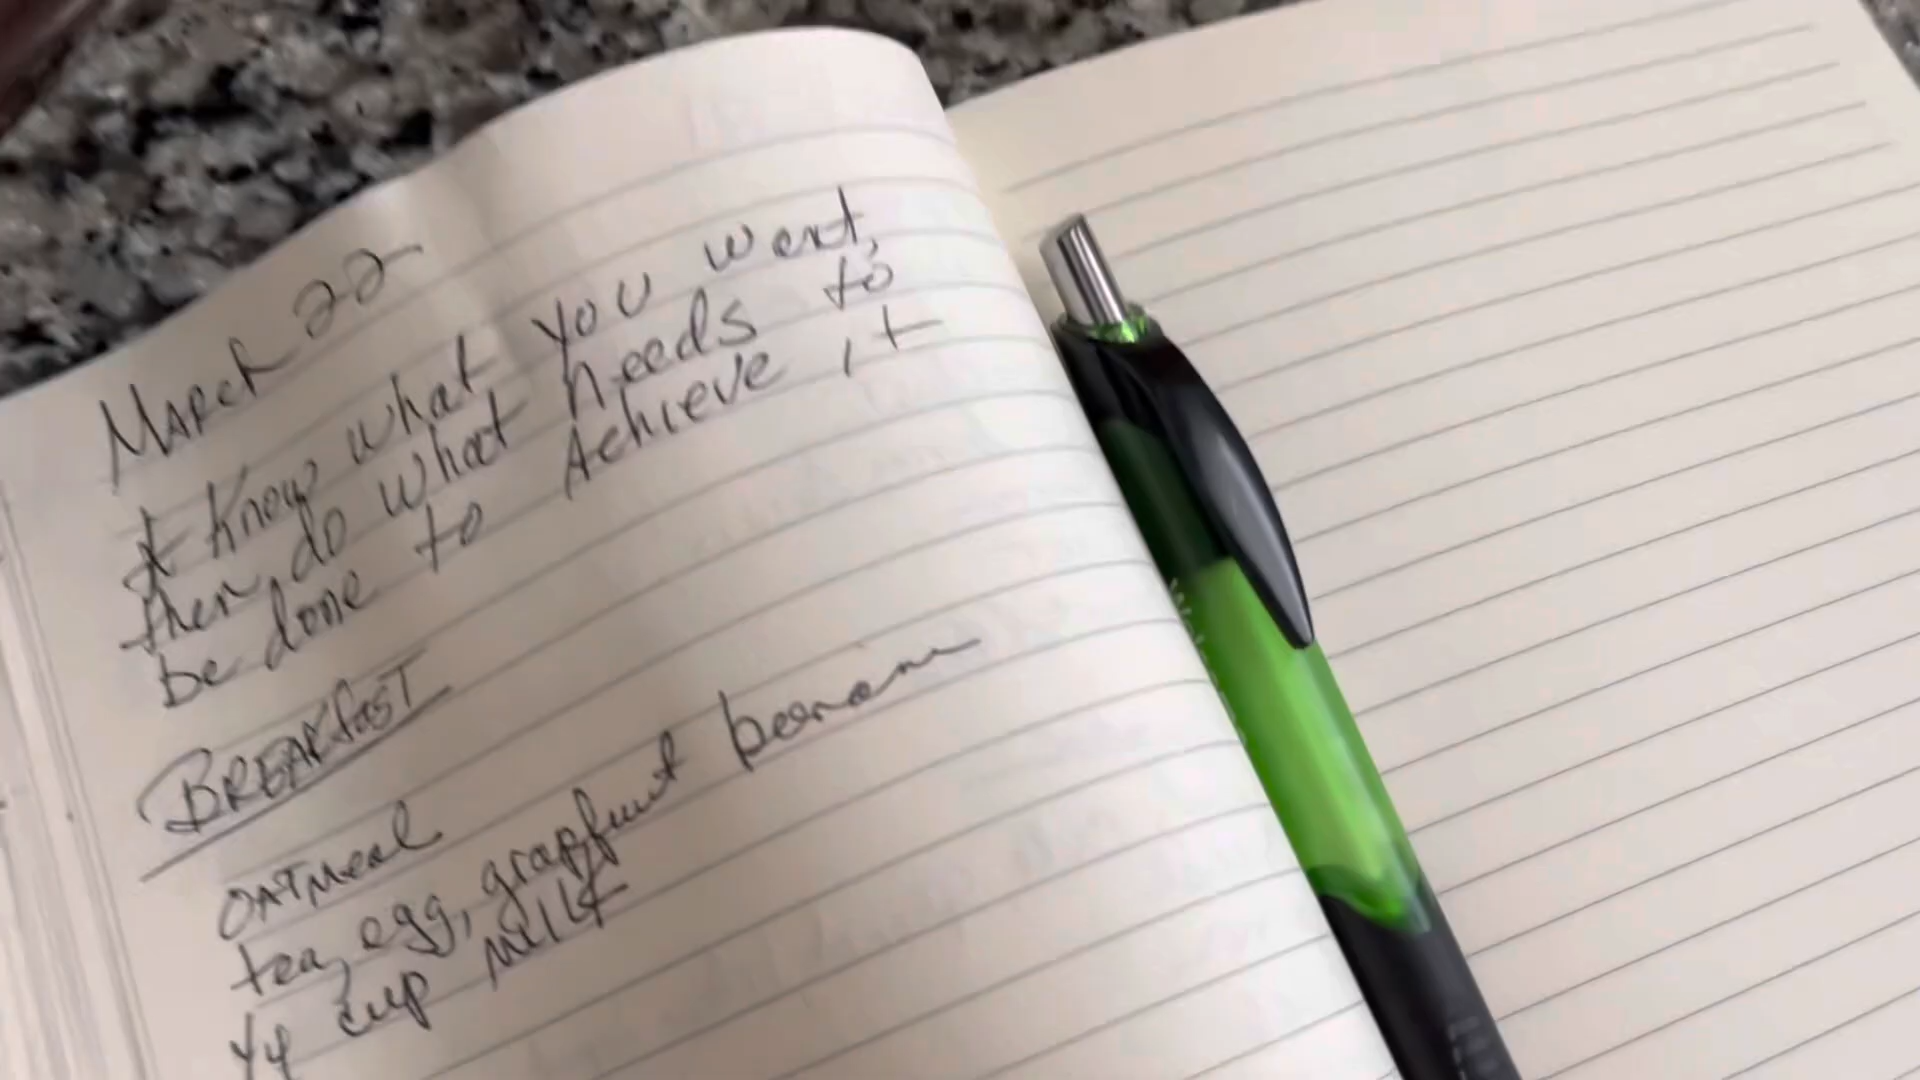 March 22
* Know what you want,
then do what needs to
be done to Achieve it
BREAKfasT
OATMeal
tea, egg, grapfruit banana
1/4 cup MILK